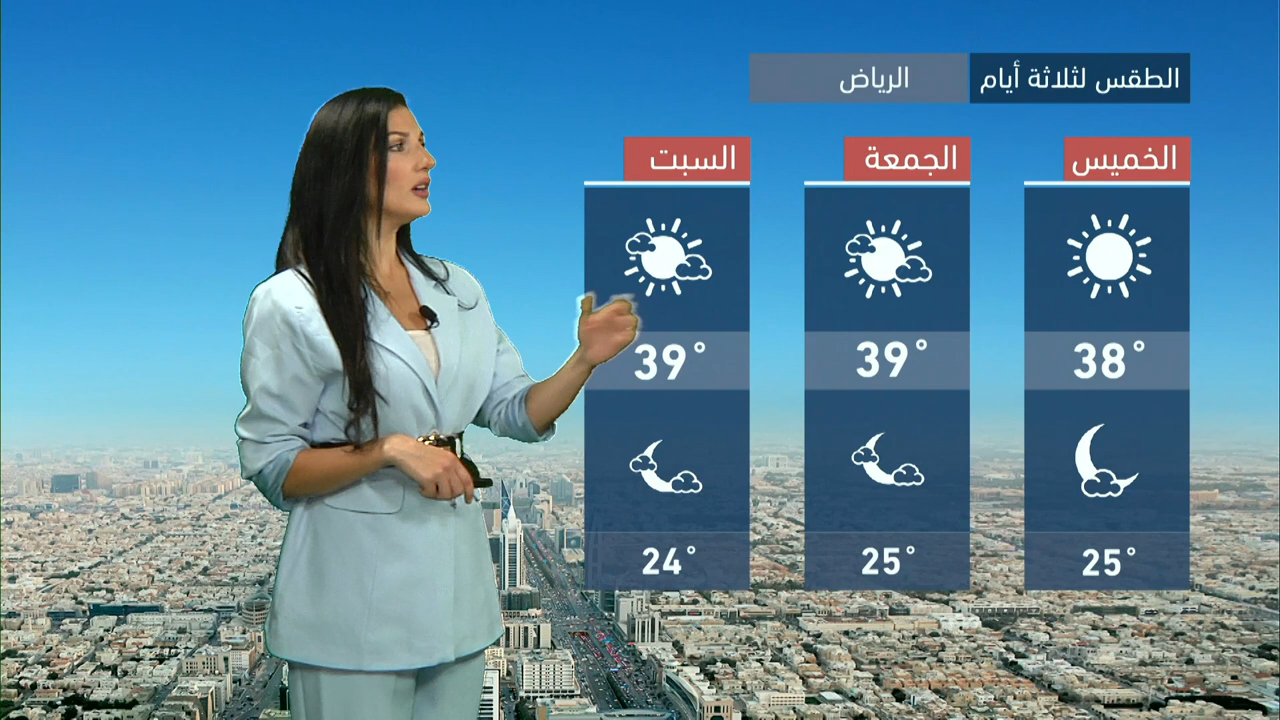 الطقس لثلاثة أيام
الرياض
الخميس
الجمعة
السبت
38°
39°
39°
25°
25°
24°